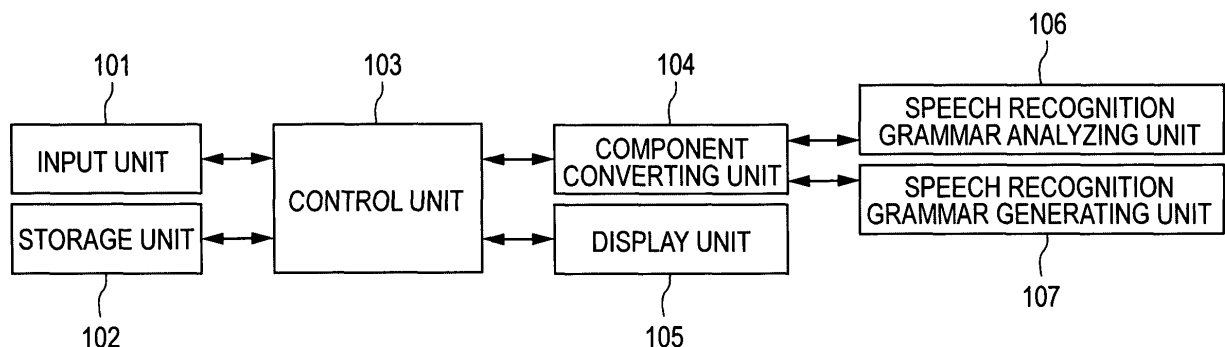 106
101
103
104
SPEECH RECOGNITION
GRAMMAR ANALYZING UNIT
INPUT UNIT
CONTROL UNIT
COMPONENT
CONVERTING UNIT
SPEECH RECOGNITION
GRAMMAR GENERATING UNIT
STORAGE UNIT
DISPLAY UNIT
102
105
107